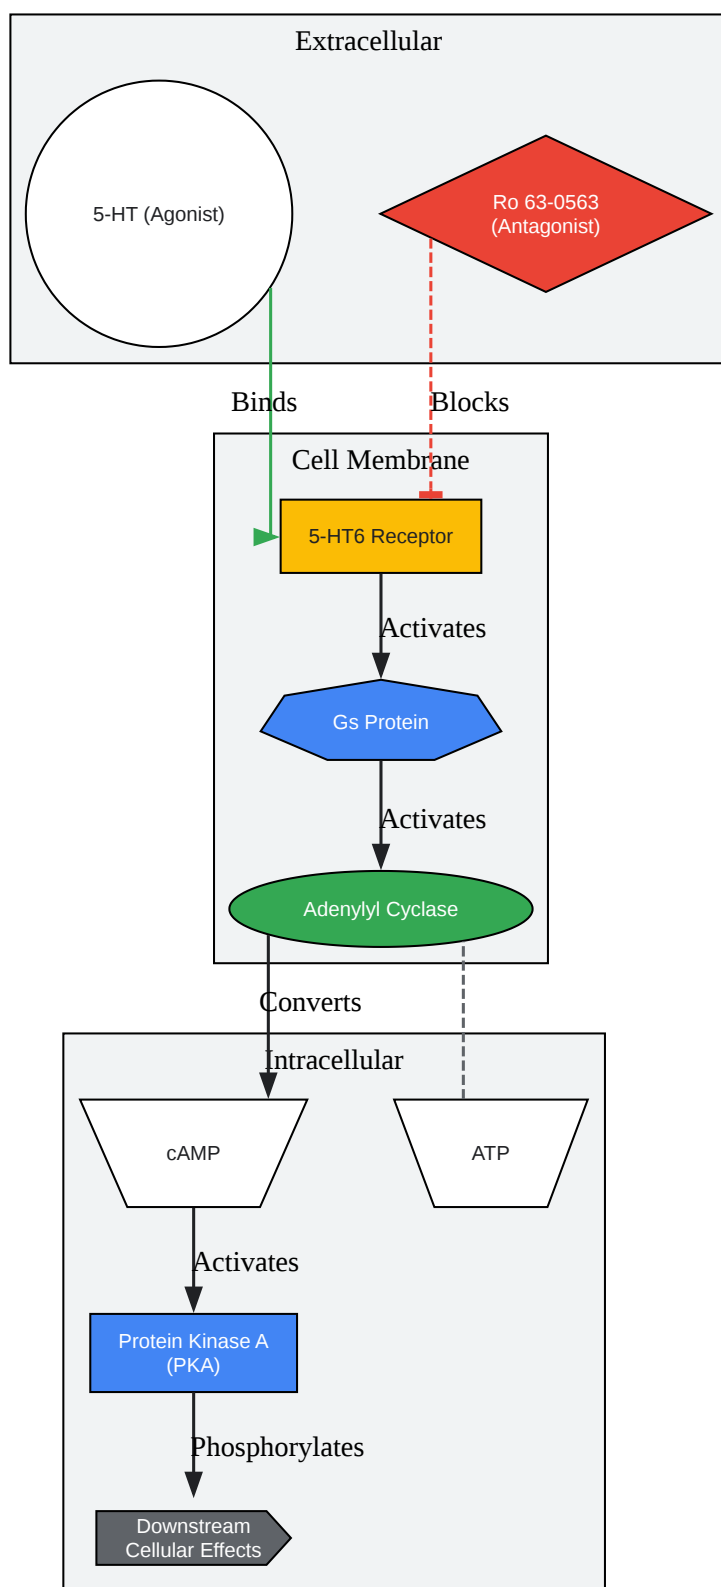 Extracellular
5-HT (Agonist)
Ro 63-0563
(Antagonist)
Binds
Blocks
Cell Membrane
5-HT6 Receptor
Activates
Gs Protein
Activates
Adenylyl Cyclase
Converts
Intracellular
cAMP
ATP
Activates
Protein Kinase A
(PKA)
Phosphorylates
Downstream
Cellular Effects